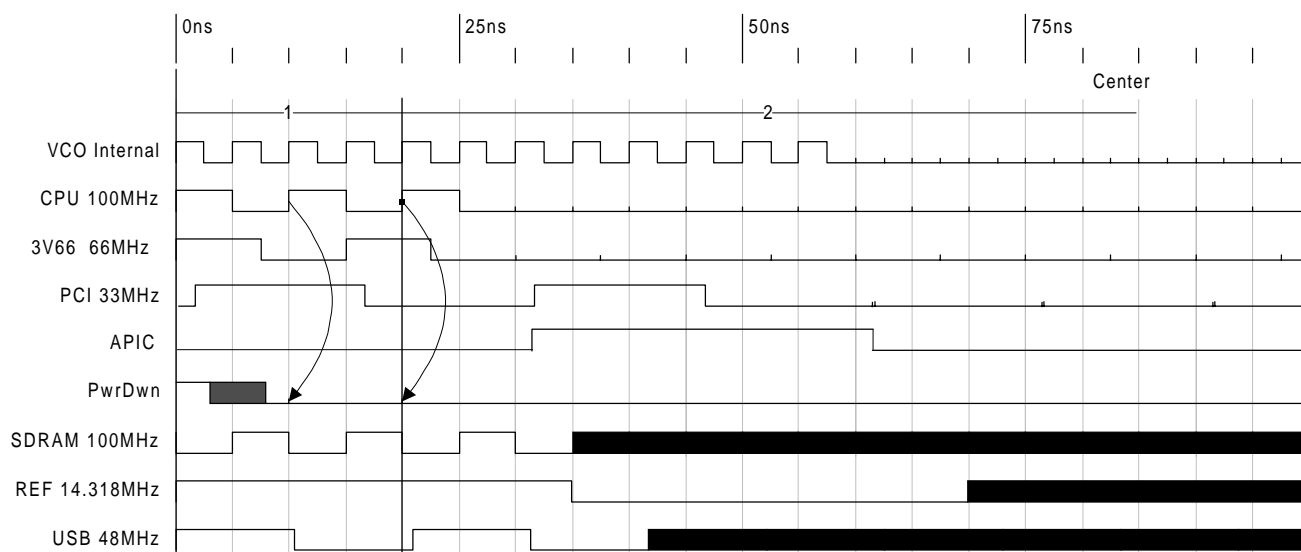 0ns 25ns 50ns 75ns
Center
1 2
VCO Internal
CPU 100MHz
3V66 66MHz
PCI 33MHz
APIC
PwrDwn
SDRAM 100MHz
REF 14.318MHz
USB 48MHz